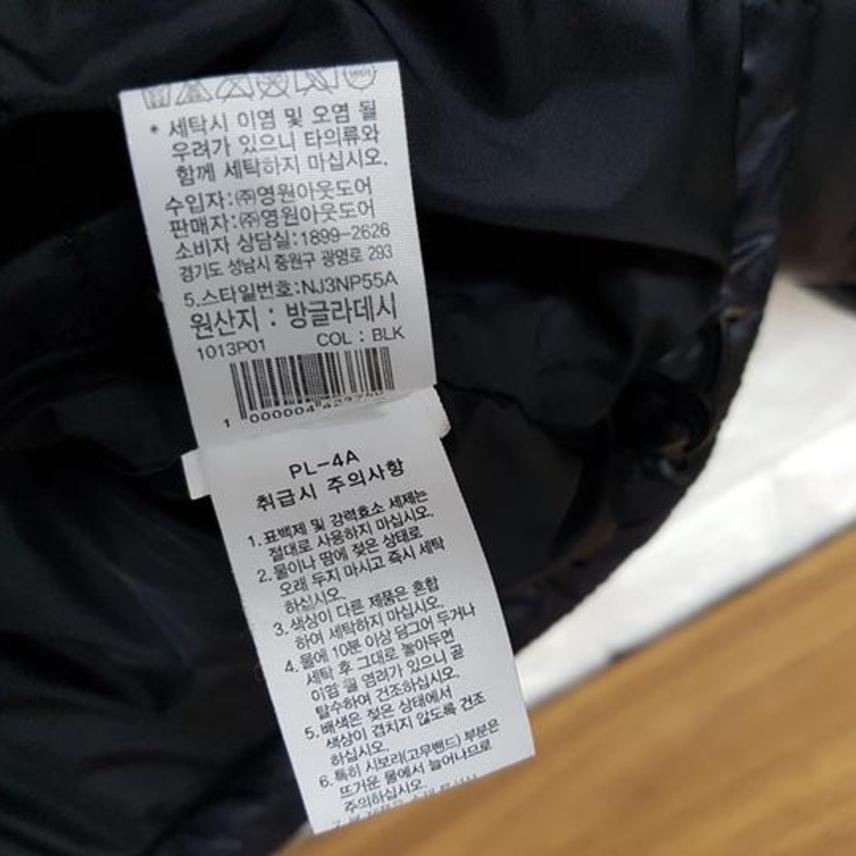 * 세탁시 이염 및 오염 될
우려가 있으니 타의류와
함께 세탁하지 마십시오.
수입자:㈜영원아웃도어
판매자:㈜영원아웃도어
소비자 상담실:1899-2626
경기도 성남시 중원구 광명로 293
5.스타일번호:NJ3NP55A
원산지 : 방글라데시
1013P01 COL : BLK
1 000004
PL-4A
취급시 주의사항
1. 표백제 및 강력효소 세제는
절대로 사용하지 마십시오.
2. 물이나 땀에 젖은 상태로
오래 두지 마시고 즉시 세탁
하십시오.
3. 색상이 다른 제품은 혼합
하여 세탁하지 마십시오.
4. 물에 10분 이상 담그어 두거나
세탁 후 그대로 놓아두면
이염 될 염려가 있으니 곧
탈수하여 건조하십시오.
5. 배색은 젖은 상태에서
색상이 겹치지 않도록 건조
하십시오.
6. 특히 시보리(고무밴드) 부분은
뜨거운 물에서 늘어나므로
주의하십시오.